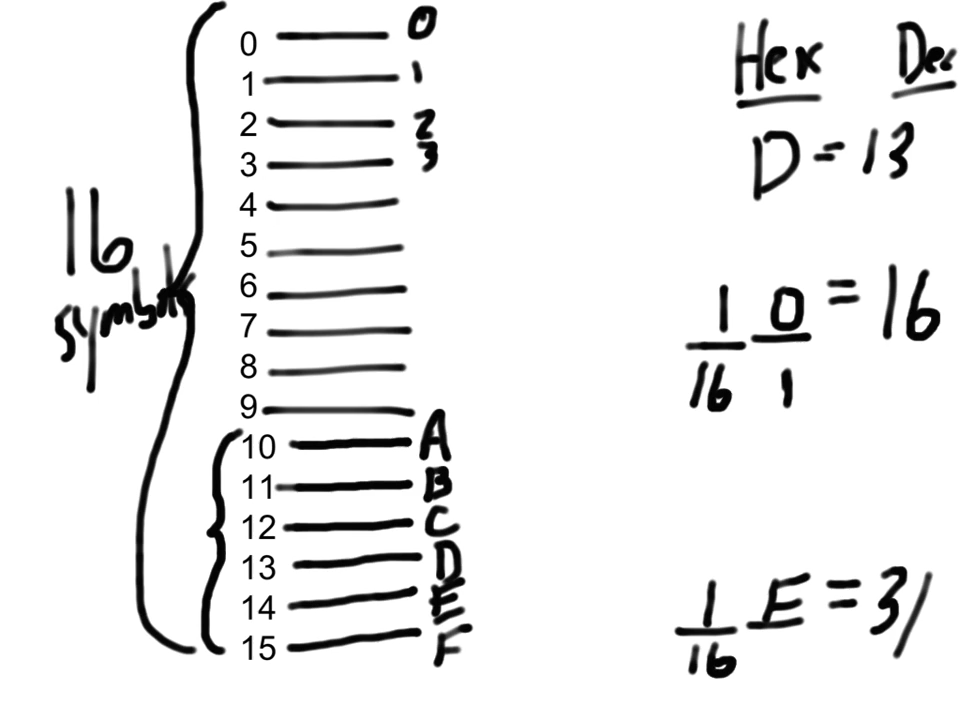 16
symbols
0 0
1 1
2 2
3 3
4
5
6
7
8
9
10 A
11 B
12 C
13 D
14 E
15 F
Hex Dec
D = 13
1 0 = 16
16 1
1 F = 31
16